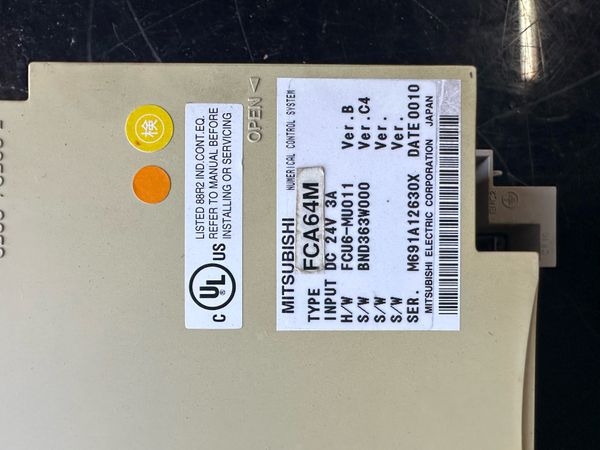 MITSUBISHI NUMERICAL CONTROL SYSTEM
TYPE FCA64M
INPUT DC 24V 3A
H/W FCU6-MU011 Ver.B
S/W BND363W000 Ver.C4
S/W Ver.
S/W Ver.
SER. M691A12630X DATE 0010
MITSUBISHI ELECTRIC CORPORATION JAPAN
C UL US
LISTED 88R2 IND.CONT.EQ.
REFER TO MANUAL BEFORE
INSTALLING OR SERVICING
OPEN
検